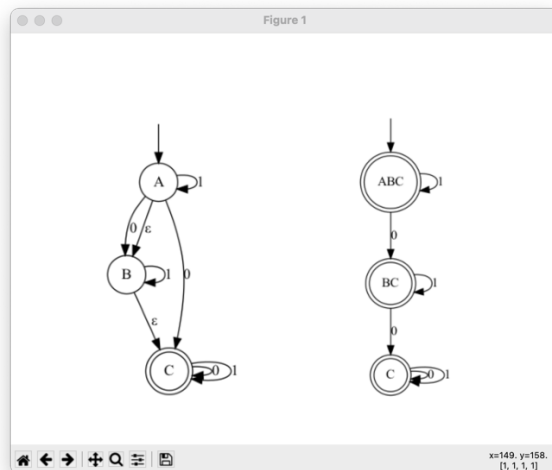 Figure 1
A 1 ABC 1
0 ε 0
B 1 0 BC 1
ε 0
C 0 1 C 0 1
x=149. y=158.
[1, 1, 1, 1]